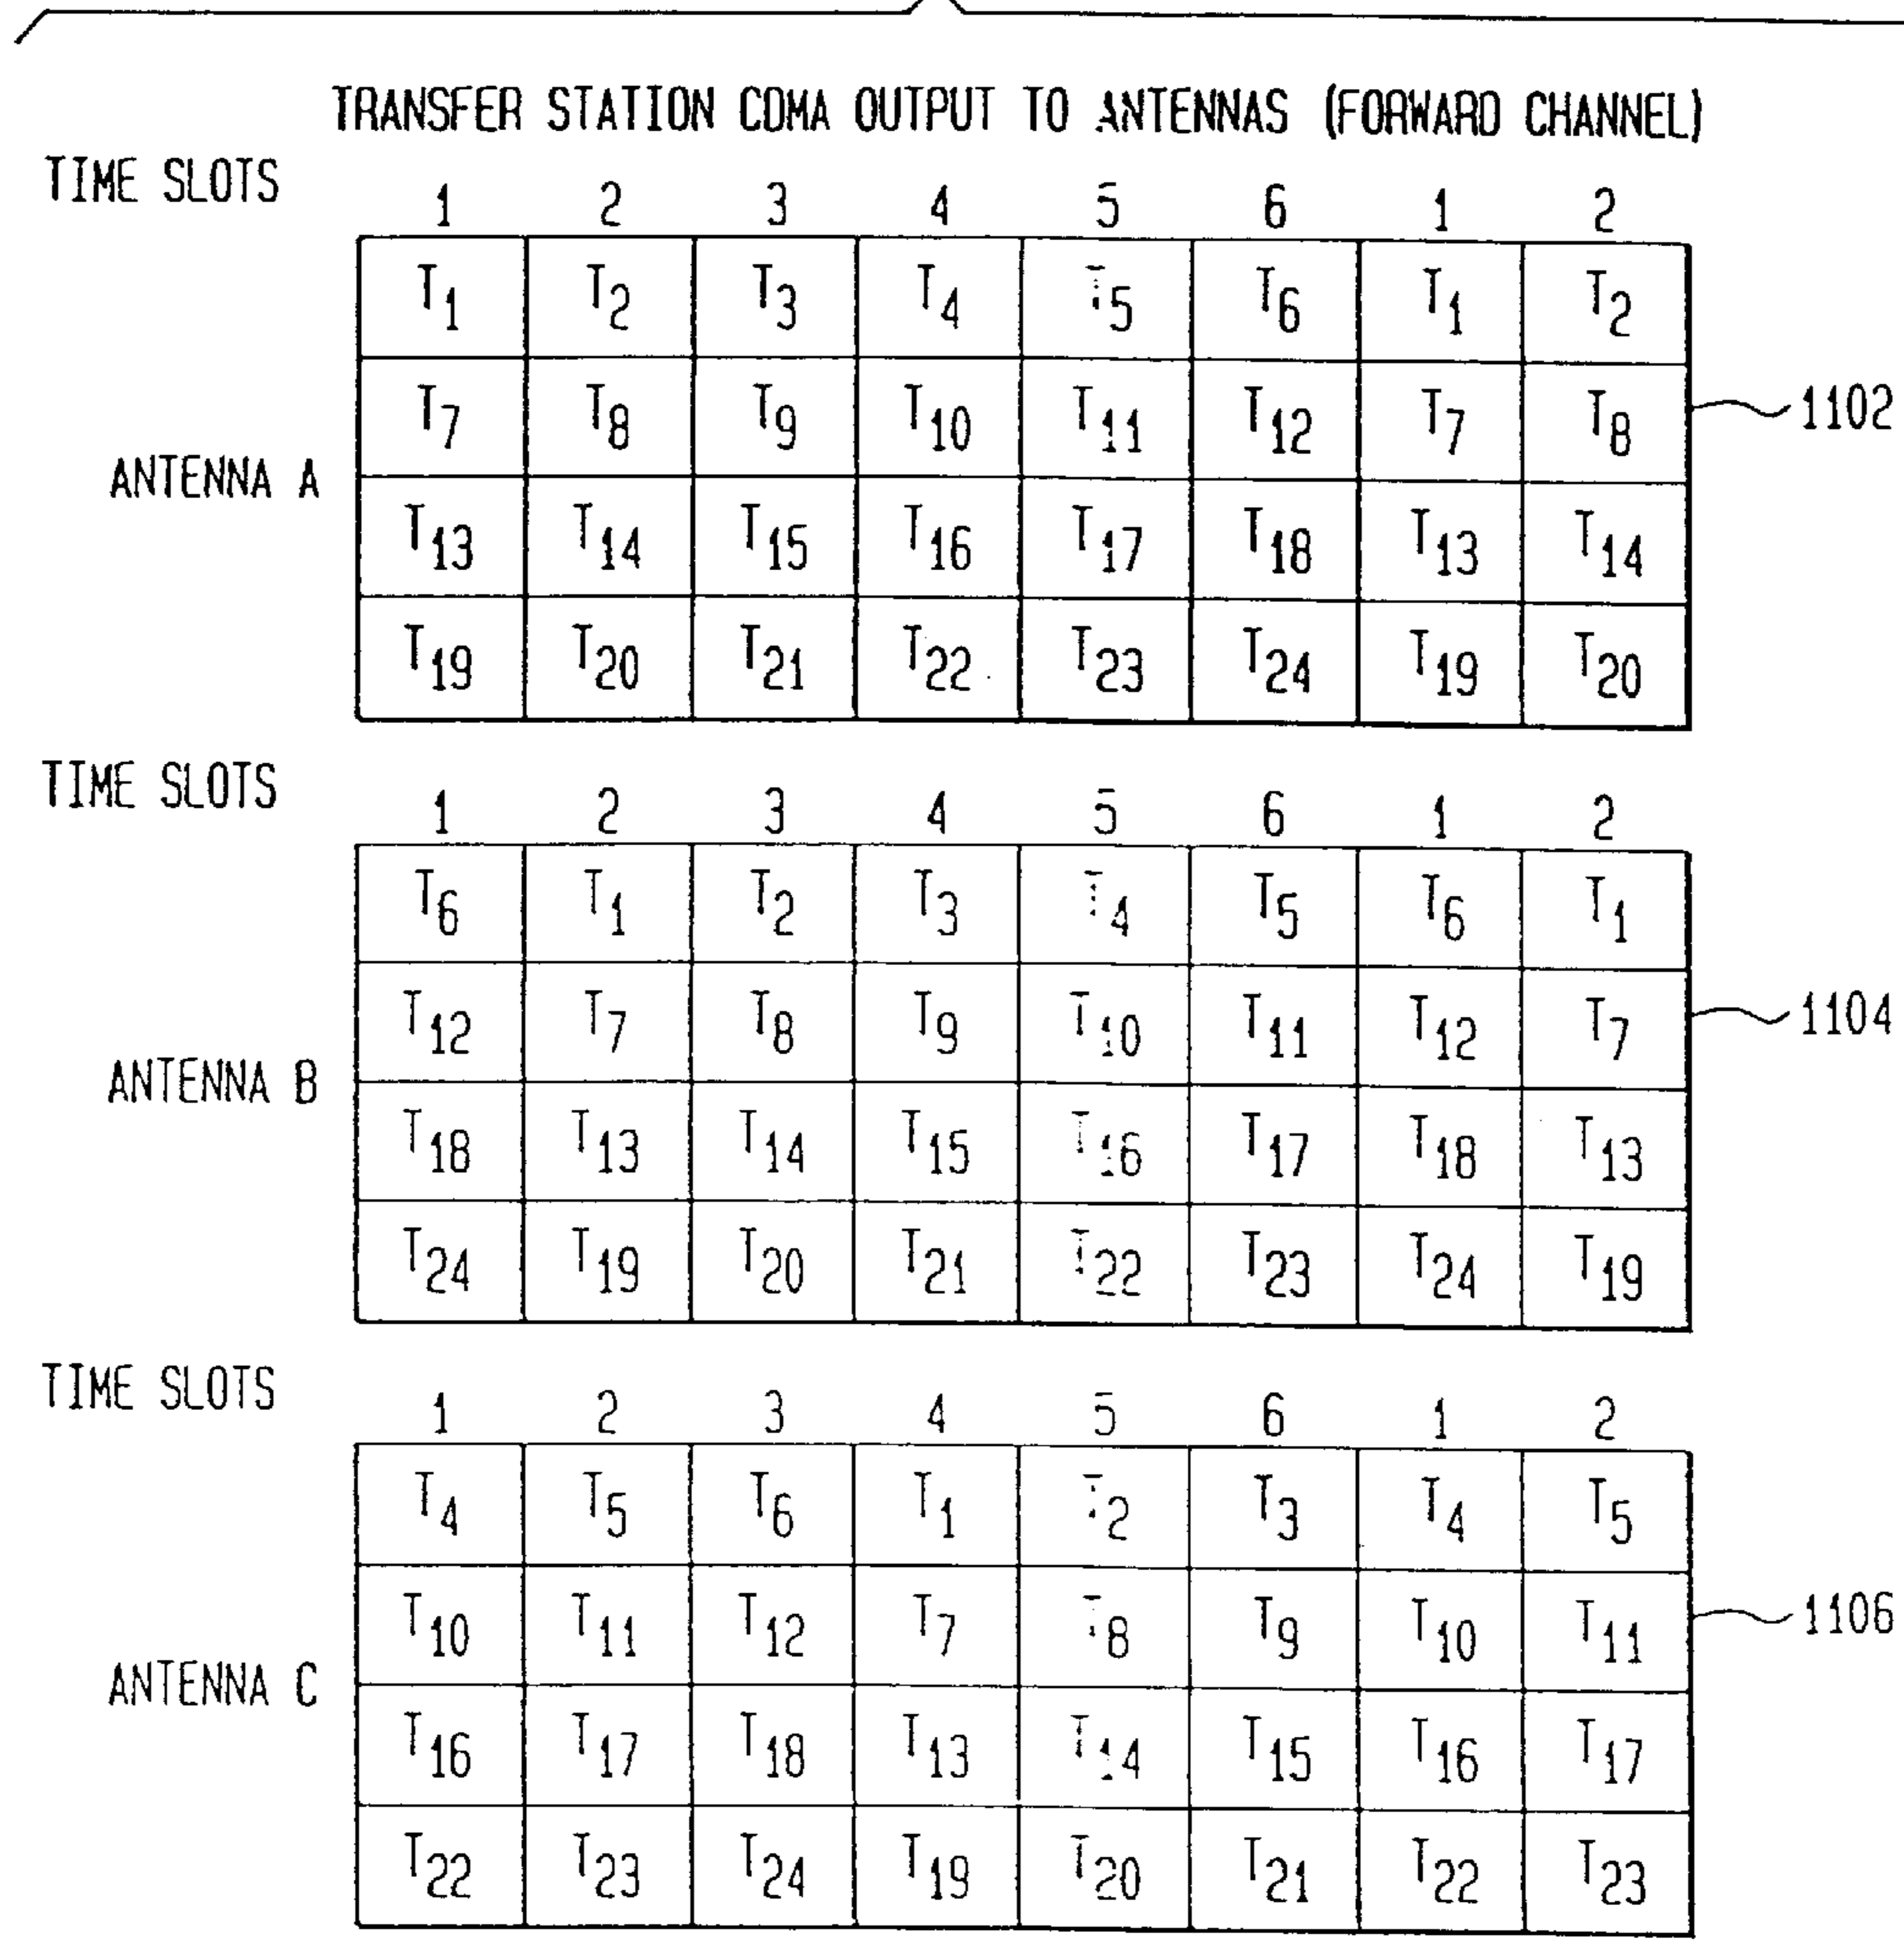 TRANSFER STATION CDMA OUTPUT TO ANTENNAS (FORWARD CHANNEL)
TIME SLOTS 1 2 3 4 5 6 1 2
T1 T2 T3 T4 T5 T6 T1 T2
T7 T8 T9 T10 T11 T12 T7 T8 1102
ANTENNA A
T13 T14 T15 T16 T17 T18 T13 T14
T19 T20 T21 T22 T23 T24 T19 T20
TIME SLOTS 1 2 3 4 5 6 1 2
T6 T1 T2 T3 T4 T5 T6 T1
T12 T7 T8 T9 T10 T11 T12 T7 1104
ANTENNA B
T18 T13 T14 T15 T16 T17 T18 T13
T24 T19 T20 T21 T22 T23 T24 T19
TIME SLOTS 1 2 3 4 5 6 1 2
T4 T5 T6 T1 T2 T3 T4 T5
T10 T11 T12 T7 T8 T9 T10 T11 1106
ANTENNA C
T16 T17 T18 T13 T14 T15 T16 T17
T22 T23 T24 T19 T20 T21 T22 T23